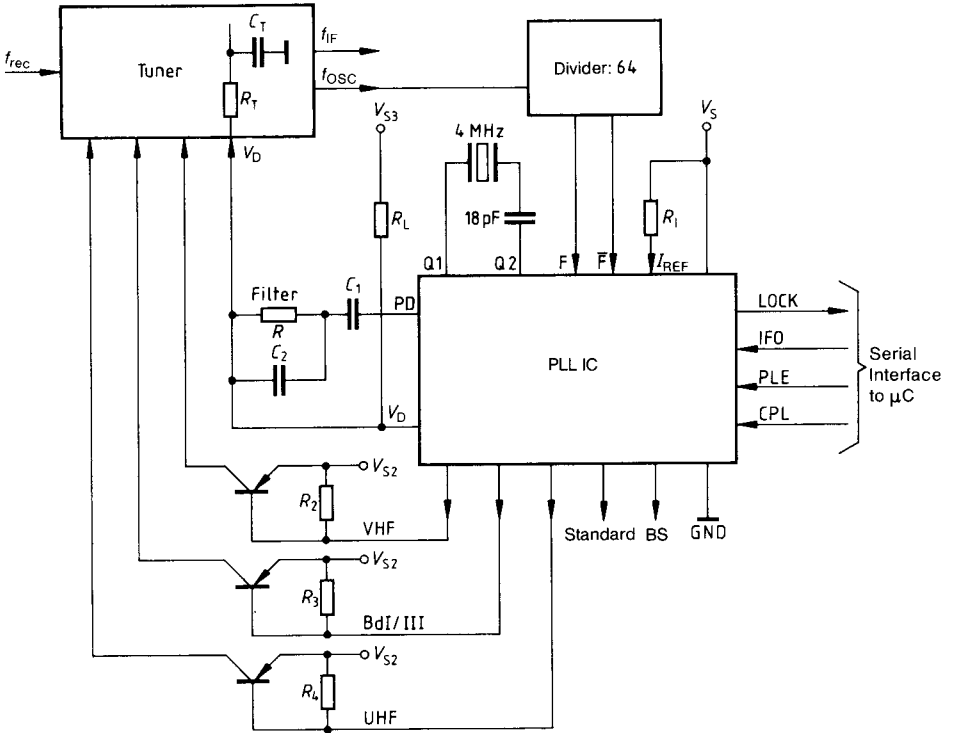 C_T
f_IF
f_rec
Tuner
f_OSC
Divider: 64
R_T
V_S3
V_S
V_D
4 MHz
18 pF
R_L
R_I
Q1
Q2
F
F̅
I_REF
C_1
Filter
PD
LOCK
R
IFO
C_2
PLL IC
Serial
Interface
to µC
PLE
V_D
CPL
V_S2
R_2
VHF
Standard
BS
GND
V_S2
R_3
BdI/III
V_S2
R_4
UHF